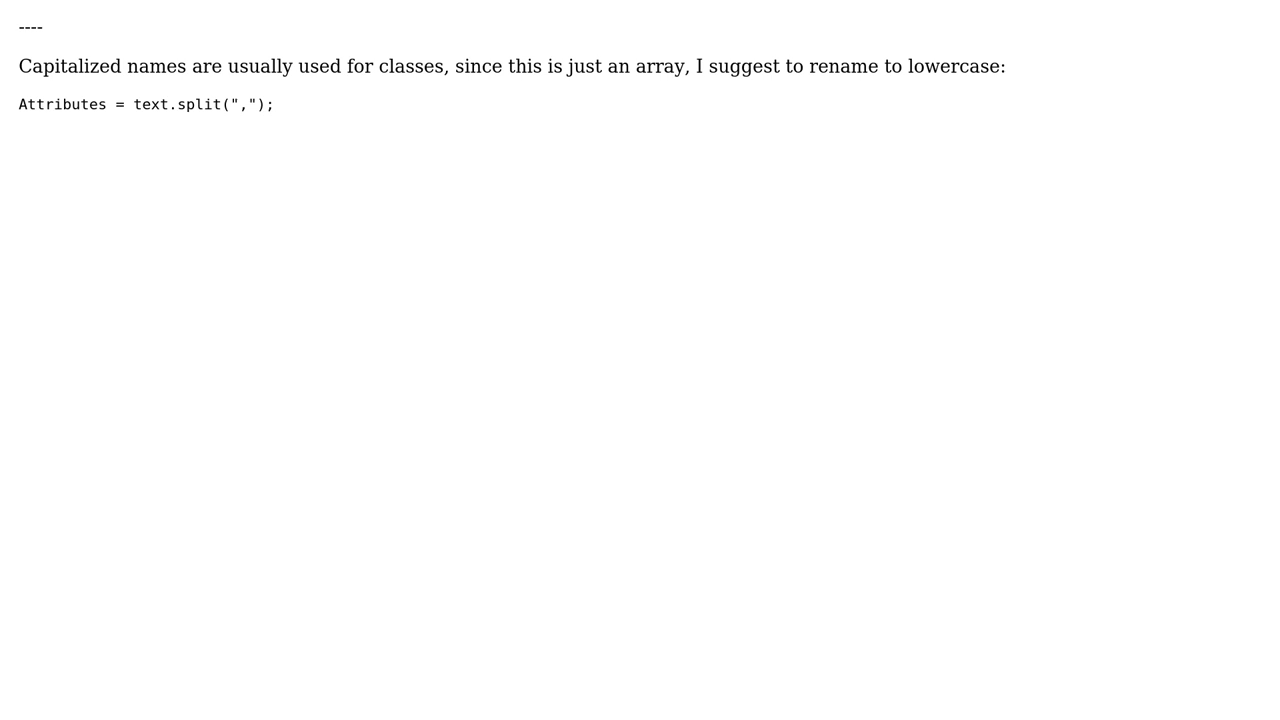 ----
Capitalized names are usually used for classes, since this is just an array, I suggest to rename to lowercase:
Attributes = text.split(",");